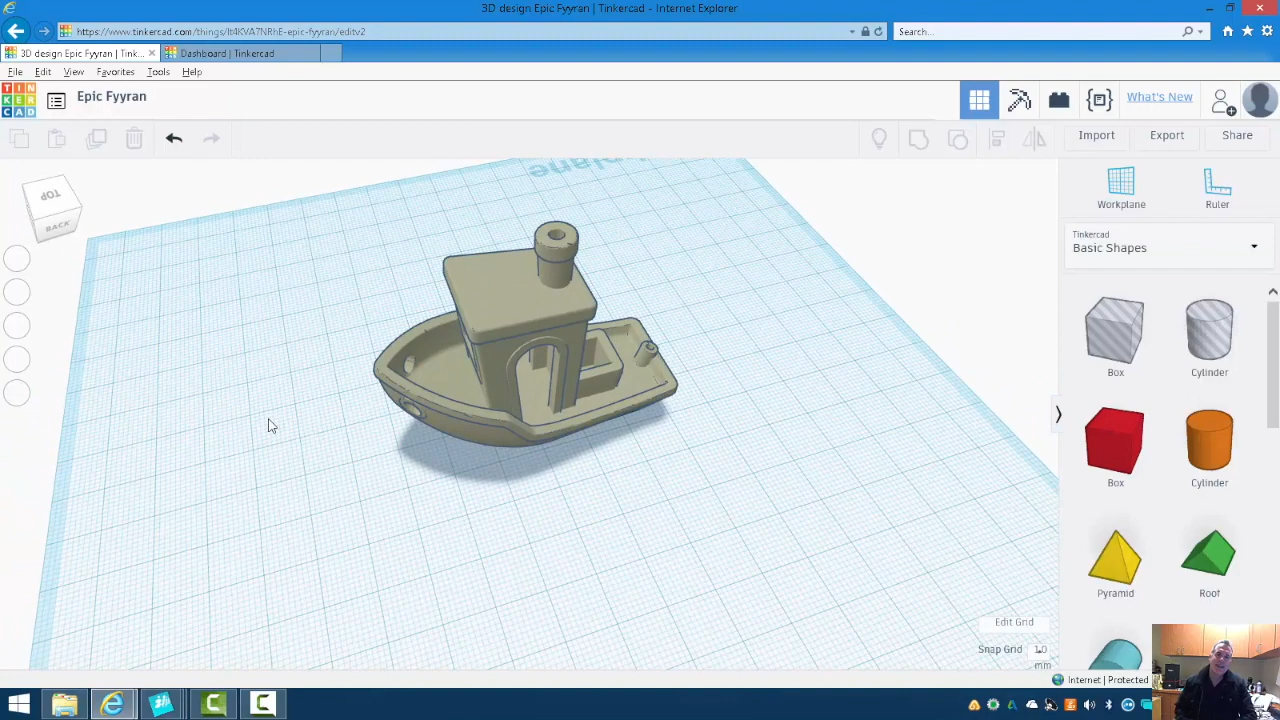 3D design Epic Fyyran | Tinkercad - Internet Explorer
https://www.tinkercad.com/things/lt4KVA7NRhE-epic-fyyran/editv2
Search...
3D design Epic Fyyran | Tink...
Dashboard | Tinkercad
File Edit View Favorites Tools Help
TIN
KER
CAD
Epic Fyyran
What's New
Import Export Share
TOP
BACK
Workplane Ruler
Tinkercad
Basic Shapes
Box Cylinder
Box Cylinder
Pyramid Roof
Edit Grid
Snap Grid 1.0
mm
Internet | Protected